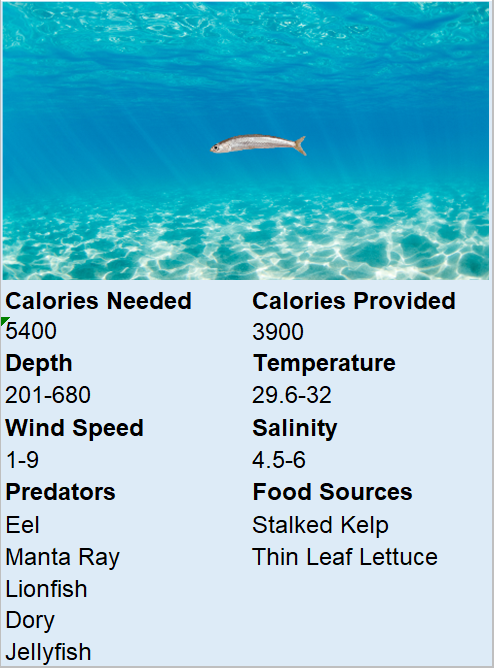 Calories Needed Calories Provided
5400 3900
Depth Temperature
201-680 29.6-32
Wind Speed Salinity
1-9 4.5-6
Predators Food Sources
Eel Stalked Kelp
Manta Ray Thin Leaf Lettuce
Lionfish
Dory
Jellyfish